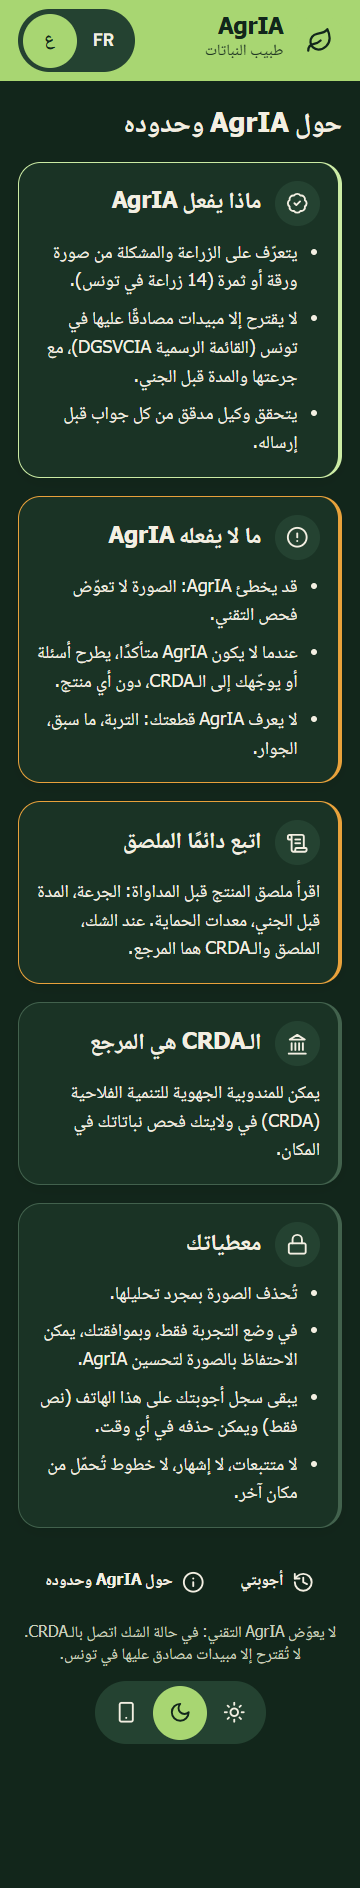 AgrIA
طبيب النباتات
FR
ع
حول AgrIA وحدوده
ماذا يفعل AgrIA
يتعرّف على الزراعة والمشكلة من صورة
ورقة أو ثمرة (14 زراعة في تونس).
لا يقترح إلا مبيدات مصادقًا عليها في
تونس (القائمة الرسمية DGSVCIA)، مع
جرعتها والمدة قبل الجني.
يتحقق وكيل مدقق من كل جواب قبل
إرساله.
ما لا يفعله AgrIA
قد يخطئ AgrIA: الصورة لا تعوّض
فحص التقني.
عندما لا يكون AgrIA متأكدًا، يطرح أسئلة
أو يوجّهك إلى الـCRDA، دون أي منتج.
لا يعرف AgrIA قطعتك: التربة، ما سبق،
الجوار.
اتبع دائمًا الملصق
اقرأ ملصق المنتج قبل المداواة: الجرعة، المدة
قبل الجني، معدات الحماية. عند الشك،
الملصق والـCRDA هما المرجع.
الـCRDA هي المرجع
يمكن للمندوبية الجهوية للتنمية الفلاحية
(CRDA) في ولايتك فحص نباتاتك في
المكان.
معطياتك
تُحذف الصورة بمجرد تحليلها.
في وضع التجربة فقط، وبموافقتك، يمكن
الاحتفاظ بالصورة لتحسين AgrIA.
يبقى سجل أجوبتك على هذا الهاتف (نص
فقط) ويمكن حذفه في أي وقت.
لا متتبعات، لا إشهار، لا خطوط تُحمّل من
مكان آخر.
أجوبتي
حول AgrIA وحدوده
لا يعوّض AgrIA التقني: في حالة الشك اتصل بالـCRDA.
لا تُقترح إلا مبيدات مصادق عليها في تونس.